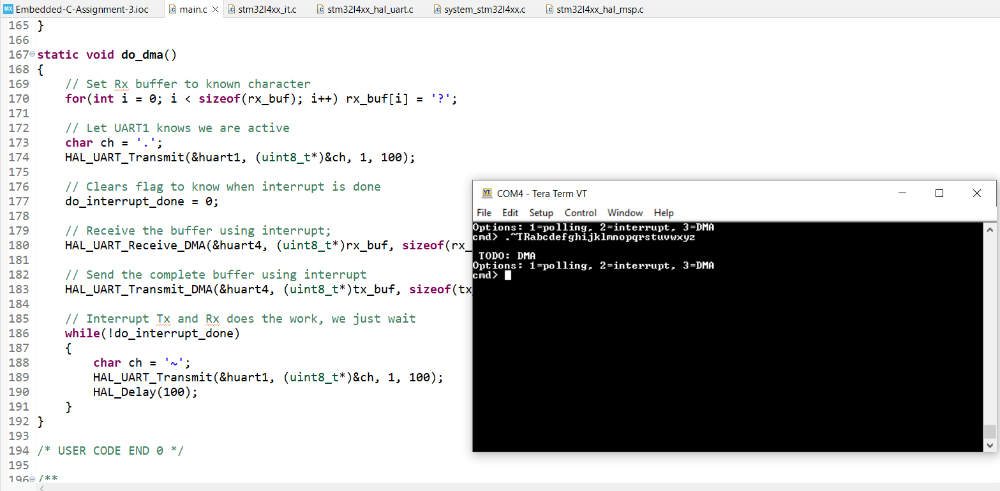 MX Embedded-C-Assignment-3.ioc
main.c
stm32l4xx_it.c
stm32l4xx_hal_uart.c
system_stm32l4xx.c
stm32l4xx_hal_msp.c
165 }
166
167 static void do_dma()
168 {
169     // Set Rx buffer to known character
170     for(int i = 0; i < sizeof(rx_buf); i++) rx_buf[i] = '?';
171
172     // Let UART1 knows we are active
173     char ch = '.';
174     HAL_UART_Transmit(&huart1, (uint8_t*)&ch, 1, 100);
175
176     // Clears flag to know when interrupt is done
177     do_interrupt_done = 0;
178
179     // Receive the buffer using interrupt;
180     HAL_UART_Receive_DMA(&huart4, (uint8_t*)rx_buf, sizeof(rx_
181
182     // Send the complete buffer using interrupt
183     HAL_UART_Transmit_DMA(&huart4, (uint8_t*)tx_buf, sizeof(tx
184
185     // Interrupt Tx and Rx does the work, we just wait
186     while(!do_interrupt_done)
187     {
188         char ch = '~';
189         HAL_UART_Transmit(&huart1, (uint8_t*)&ch, 1, 100);
190         HAL_Delay(100);
191     }
192 }
193
194 /* USER CODE END 0 */
195
196 /**
VT COM4 - Tera Term VT
File Edit Setup Control Window Help
Options: 1=polling, 2=interrupt, 3=DMA
cmd> .~TRabcdefghijklmnopqrstuvwxyz
TODO: DMA
Options: 1=polling, 2=interrupt, 3=DMA
cmd>